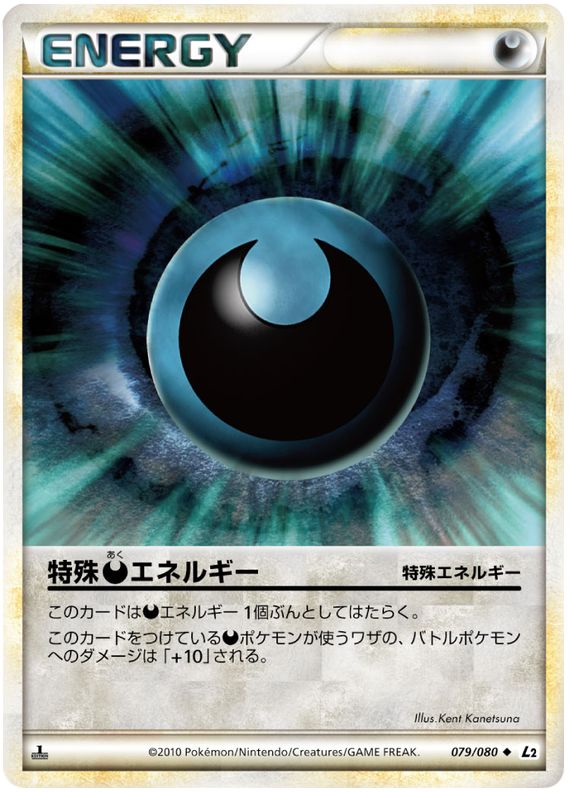 ENERGY
あく
特殊エネルギー
特殊エネルギー
このカードはエネルギー 1個ぶんとしてはたらく。
このカードをつけているポケモンが使うワザの、バトルポケモン
へのダメージは「+10」される。
Illus.Kent Kanetsuna
1
EDITION
©2010 Pokémon/Nintendo/Creatures/GAME FREAK.
079/080 ◆ L2